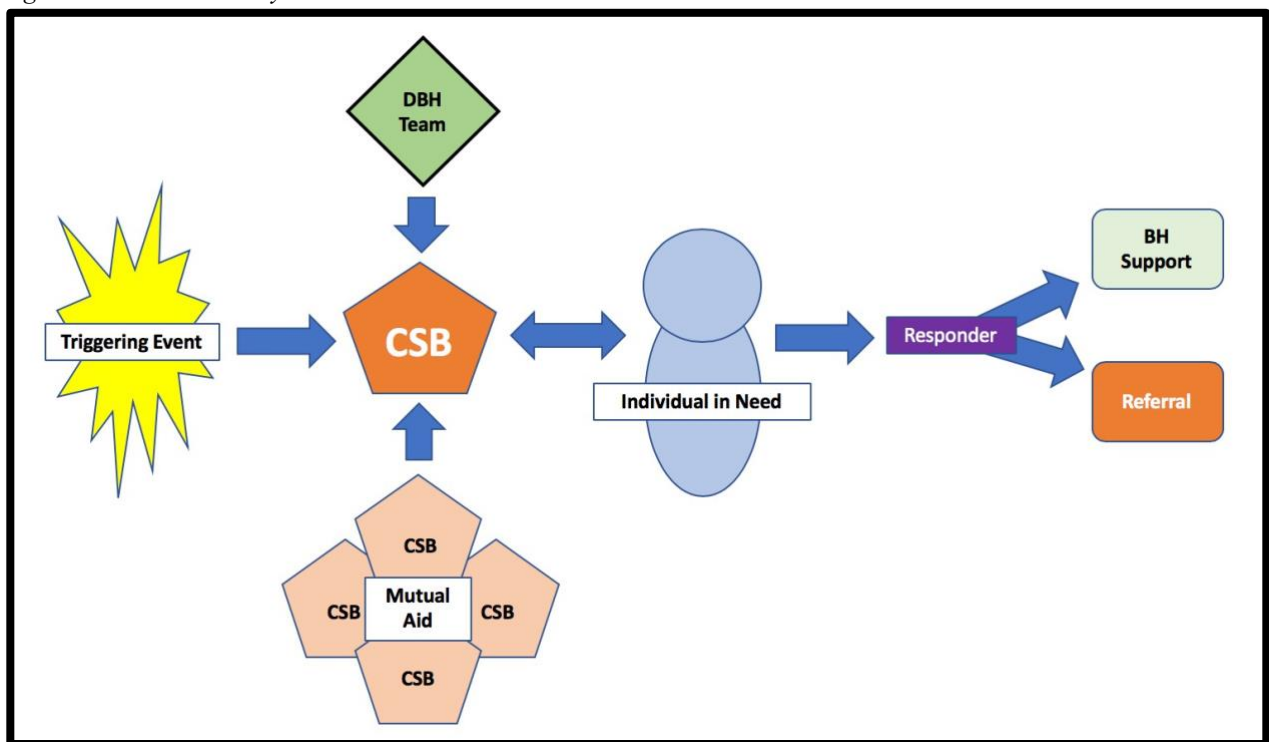 DBH
Team
Triggering Event
CSB
Individual in Need
Responder
BH
Support
Referral
CSB
CSB
Mutual
Aid
CSB
CSB